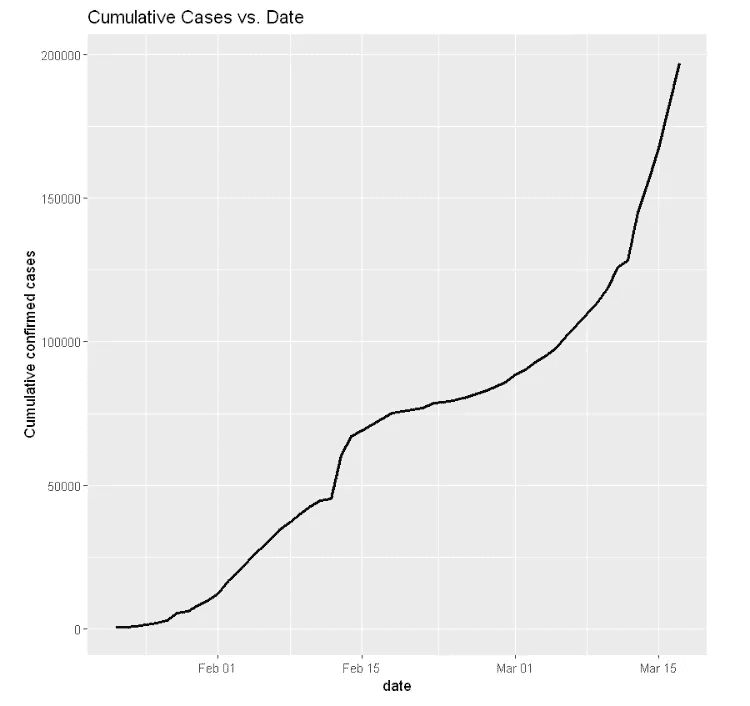 Cumulative Cases vs. Date
200000
150000
100000
50000
0
Cumulative confirmed cases
Feb 01 Feb 15 Mar 01 Mar 15
date